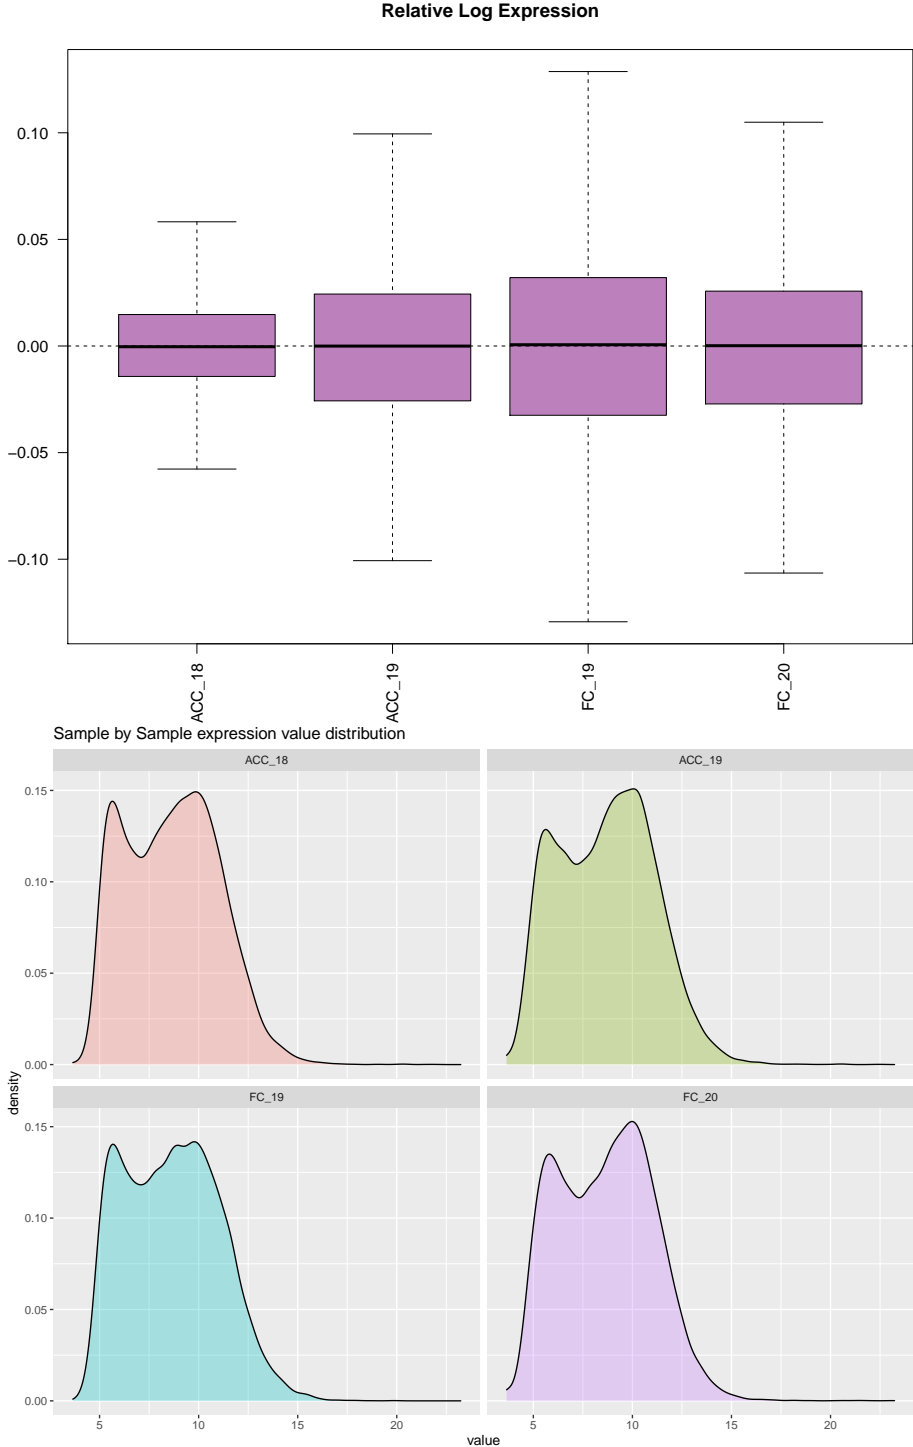 Relative Log Expression
0.10
0.05
0.00
−0.05
−0.10
ACC_18
ACC_19
FC_19
FC_20
Sample by Sample expression value distribution
ACC_18
ACC_19
0.15
0.10
0.05
0.00
density
FC_19
FC_20
0.15
0.10
0.05
0.00
5
10
15
20
5
10
15
20
value